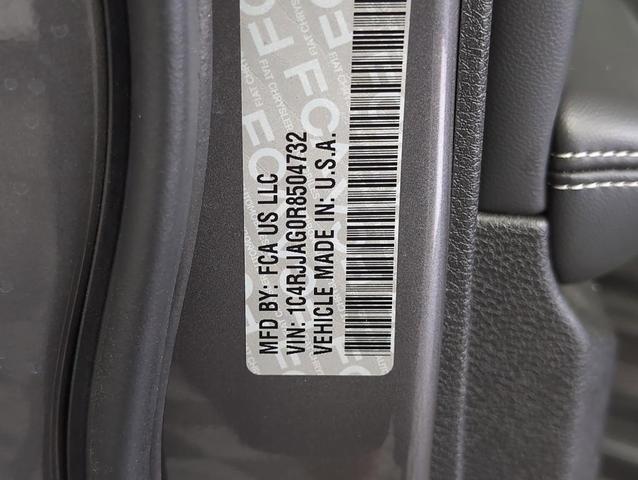 MFD BY: FCA US LLC
VIN: 1C4RJJAG0R8504732
VEHICLE MADE IN: U.S.A.